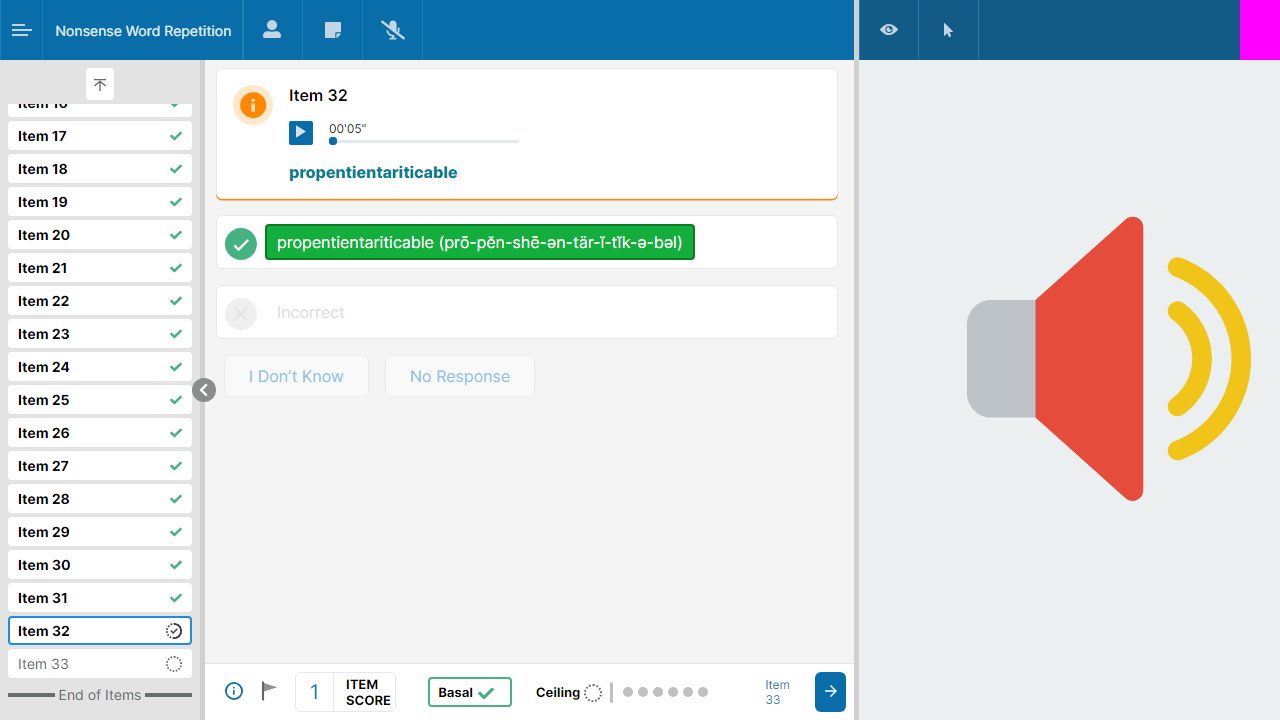 Nonsense Word Repetition
Item 17
Item 18
Item 19
Item 20
Item 21
Item 22
Item 23
Item 24
Item 25
Item 26
Item 27
Item 28
Item 29
Item 30
Item 31
Item 32
Item 33
End of Items
Item 32
00'05"
propentientariticable
propentientariticable (prō-pĕn-shē-ən-tär-ĭ-tĭk-ə-bəl)
Incorrect
I Don't Know
No Response
1
ITEM
SCORE
Basal
Ceiling
Item
33